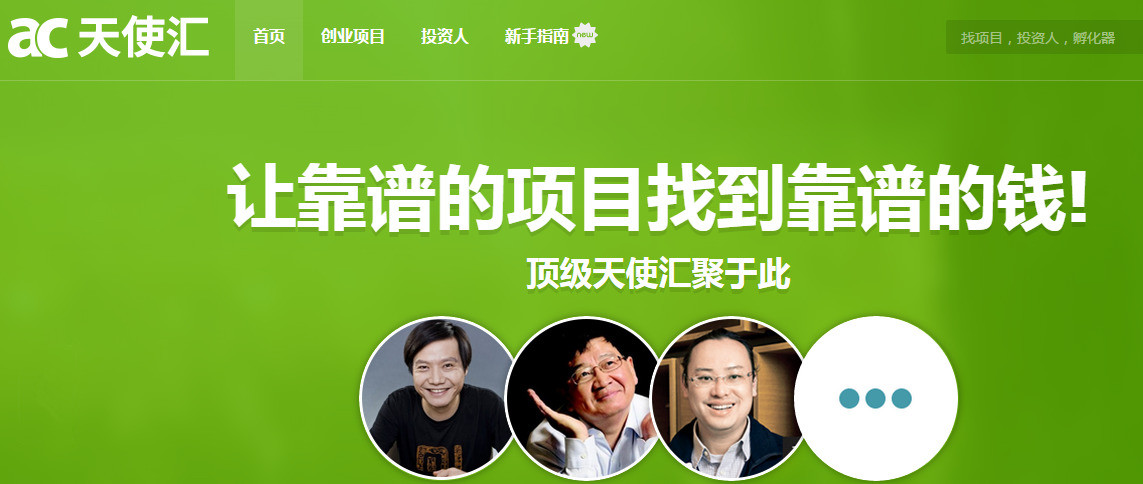 ac 天使汇
首页 创业项目 投资人 新手指南 new
找项目，投资人，孵化器
让靠谱的项目找到靠谱的钱!
顶级天使汇聚于此